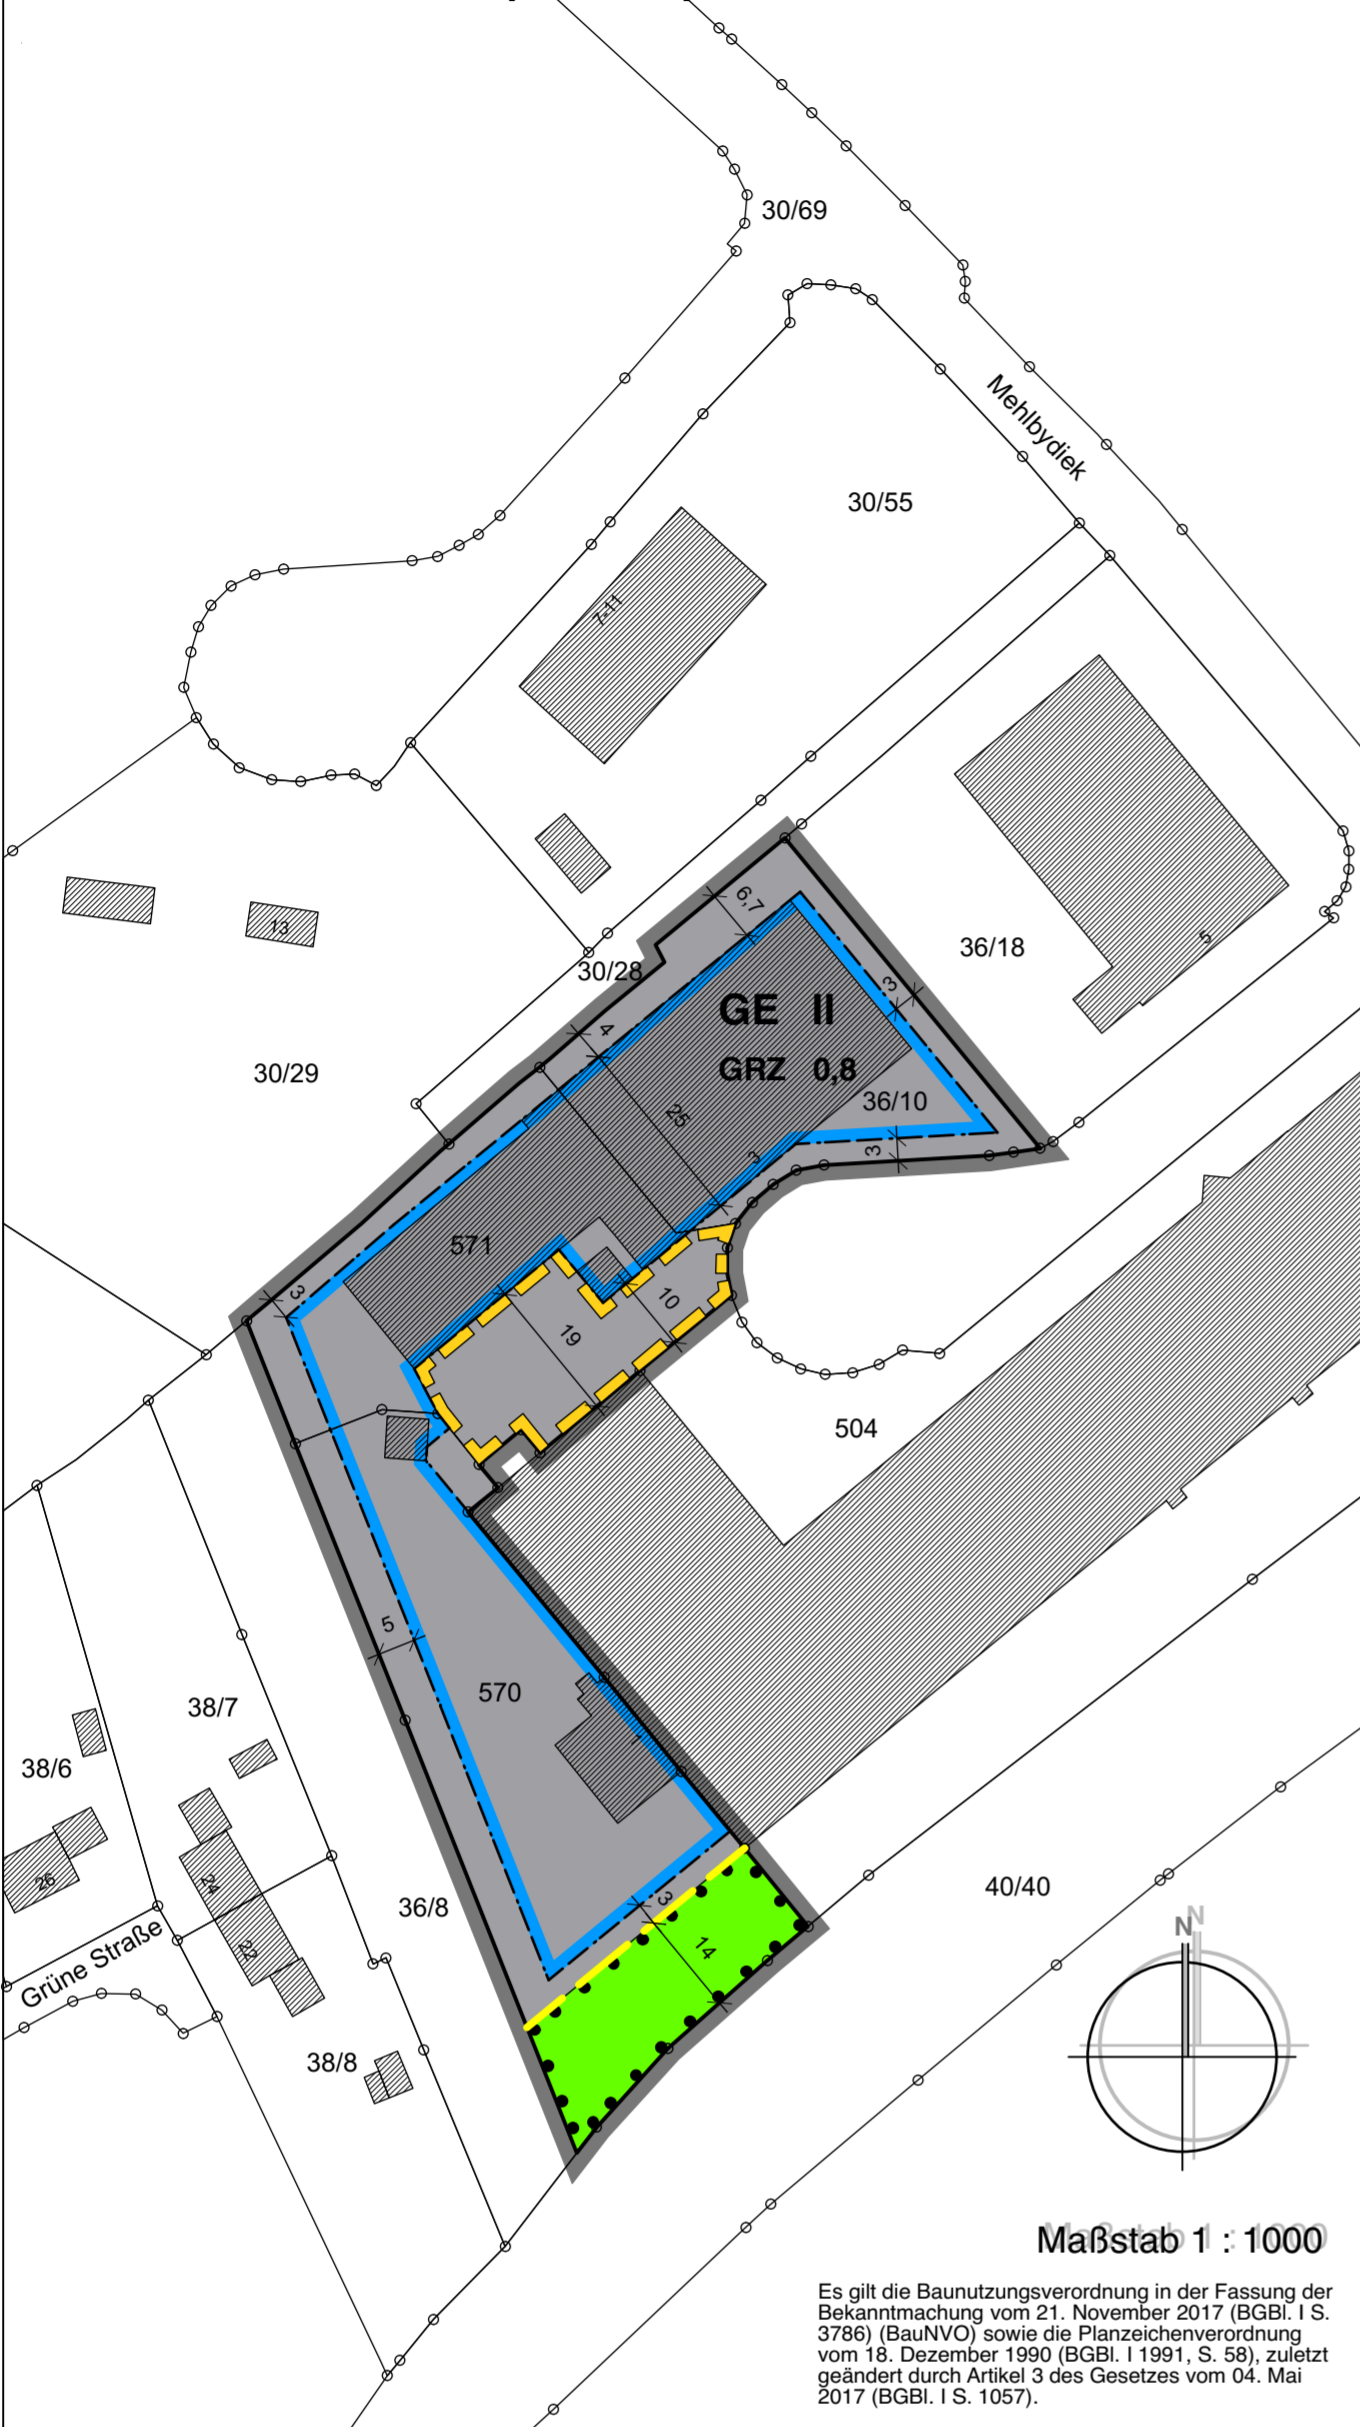 30/69
Mehlbydiek
30/55
7-11
6,7
13
36/18
5
30/28
3
GE II
4
30/29
GRZ 0,8
36/10
25
3
3
571
3
10
19
504
5
570
38/7
1
38/6
26
24
40/40
36/8
3
14
N
N
22
Grüne Straße
38/8
Maßstab 1 : 1000
Es gilt die Baunutzungsverordnung in der Fassung der
Bekanntmachung vom 21. November 2017 (BGBl. I S.
3786) (BauNVO) sowie die Planzeichenverordnung
vom 18. Dezember 1990 (BGBl. I 1991, S. 58), zuletzt
geändert durch Artikel 3 des Gesetzes vom 04. Mai
2017 (BGBl. I S. 1057).